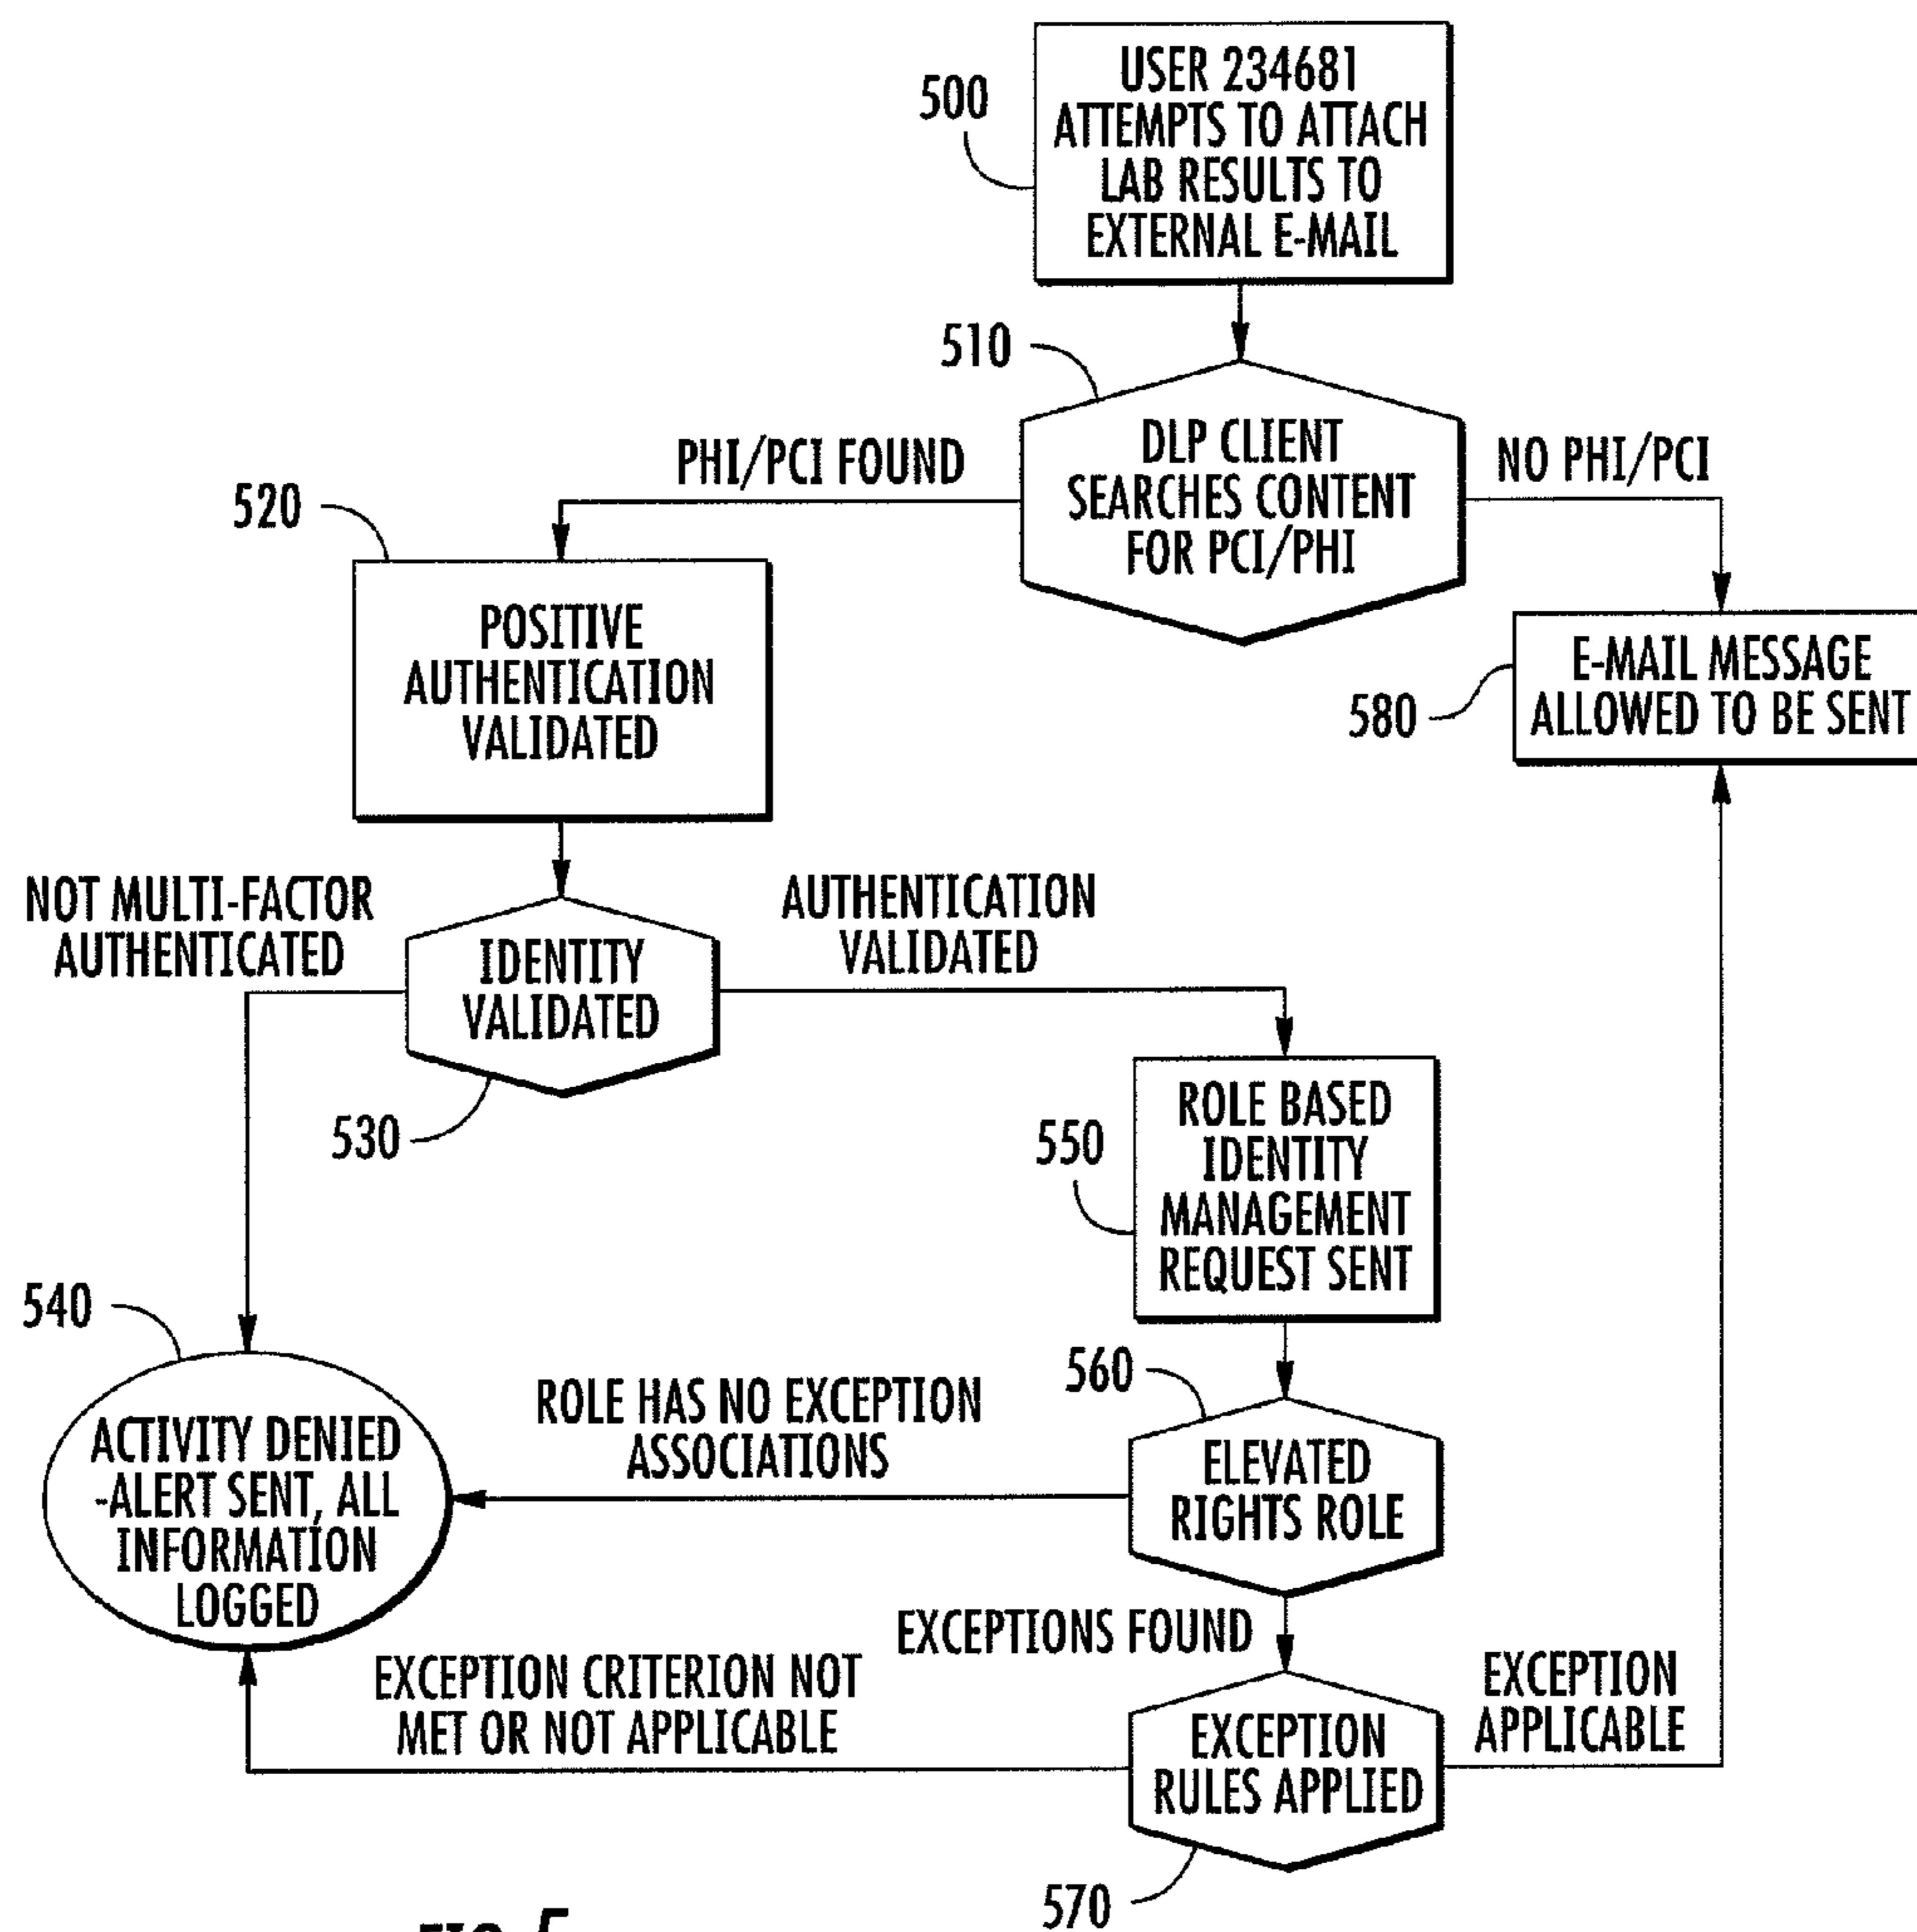 500
USER 234681
ATTEMPTS TO ATTACH
LAB RESULTS TO
EXTERNAL E-MAIL
510
DLP CLIENT
SEARCHES CONTENT
FOR PCI/PHI
PHI/PCI FOUND
NO PHI/PCI
520
POSITIVE
AUTHENTICATION
VALIDATED
E-MAIL MESSAGE
ALLOWED TO BE SENT
580
NOT MULTI-FACTOR
AUTHENTICATED
AUTHENTICATION
VALIDATED
IDENTITY
VALIDATED
530
550
ROLE BASED
IDENTITY
MANAGEMENT
REQUEST SENT
540
ACTIVITY DENIED
-ALERT SENT, ALL
INFORMATION
LOGGED
ROLE HAS NO EXCEPTION
ASSOCIATIONS
560
ELEVATED
RIGHTS ROLE
EXCEPTIONS FOUND
EXCEPTION CRITERION NOT
MET OR NOT APPLICABLE
EXCEPTION
RULES APPLIED
EXCEPTION
APPLICABLE
570
FIG. 5